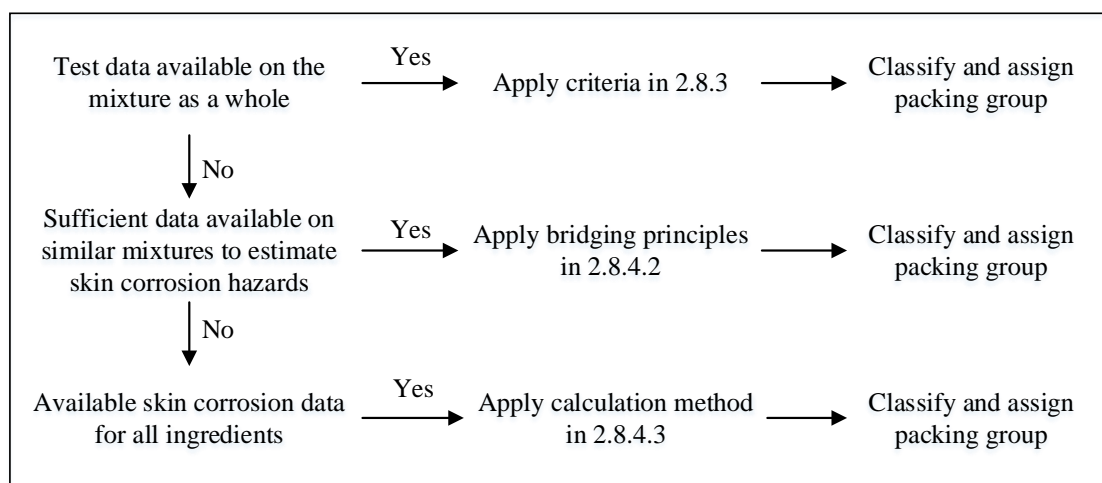 Test data available on the
mixture as a whole
Yes
Apply criteria in 2.8.3
Classify and assign
packing group
No
Sufficient data available on
similar mixtures to estimate
skin corrosion hazards
Yes
Apply bridging principles
in 2.8.4.2
Classify and assign
packing group
No
Available skin corrosion data
for all ingredients
Yes
Apply calculation method
in 2.8.4.3
Classify and assign
packing group